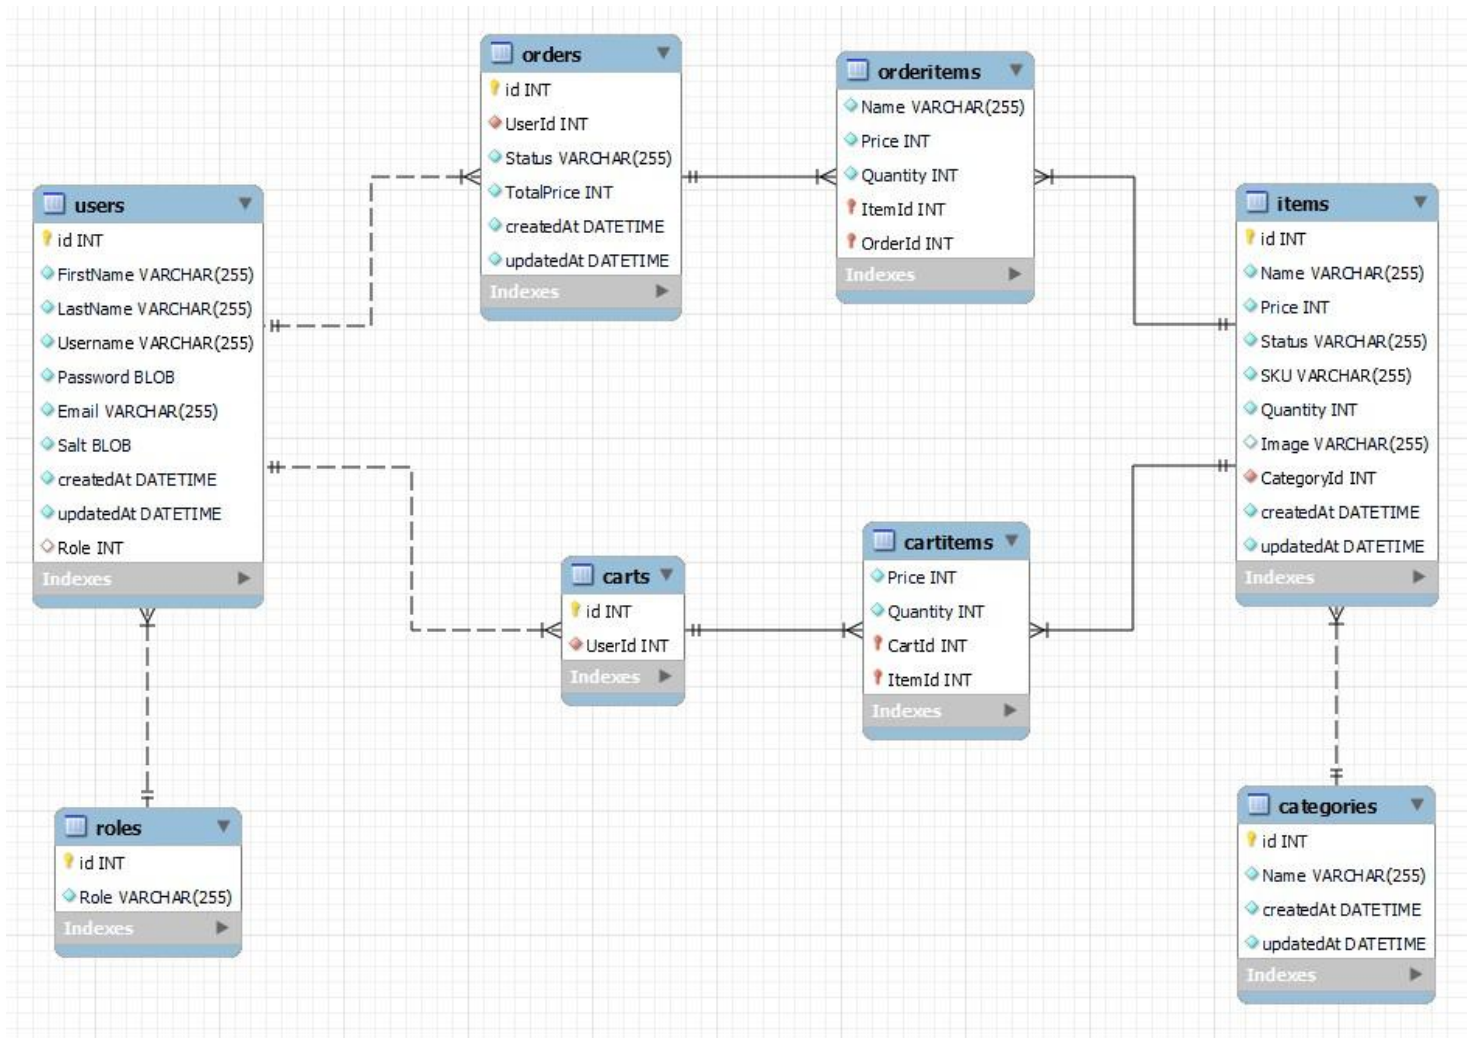 orders
id INT
UserId INT
Status VARCHAR(255)
TotalPrice INT
createdAt DATETIME
updatedAt DATETIME
Indexes
orderitems
Name VARCHAR(255)
Price INT
Quantity INT
ItemId INT
OrderId INT
Indexes
users
id INT
FirstName VARCHAR(255)
LastName VARCHAR(255)
Username VARCHAR(255)
Password BLOB
Email VARCHAR(255)
Salt BLOB
createdAt DATETIME
updatedAt DATETIME
Role INT
Indexes
items
id INT
Name VARCHAR(255)
Price INT
Status VARCHAR(255)
SKU VARCHAR(255)
Quantity INT
Image VARCHAR(255)
CategoryId INT
createdAt DATETIME
updatedAt DATETIME
Indexes
carts
id INT
UserId INT
Indexes
cartitems
Price INT
Quantity INT
CartId INT
ItemId INT
Indexes
roles
id INT
Role VARCHAR(255)
Indexes
categories
id INT
Name VARCHAR(255)
createdAt DATETIME
updatedAt DATETIME
Indexes